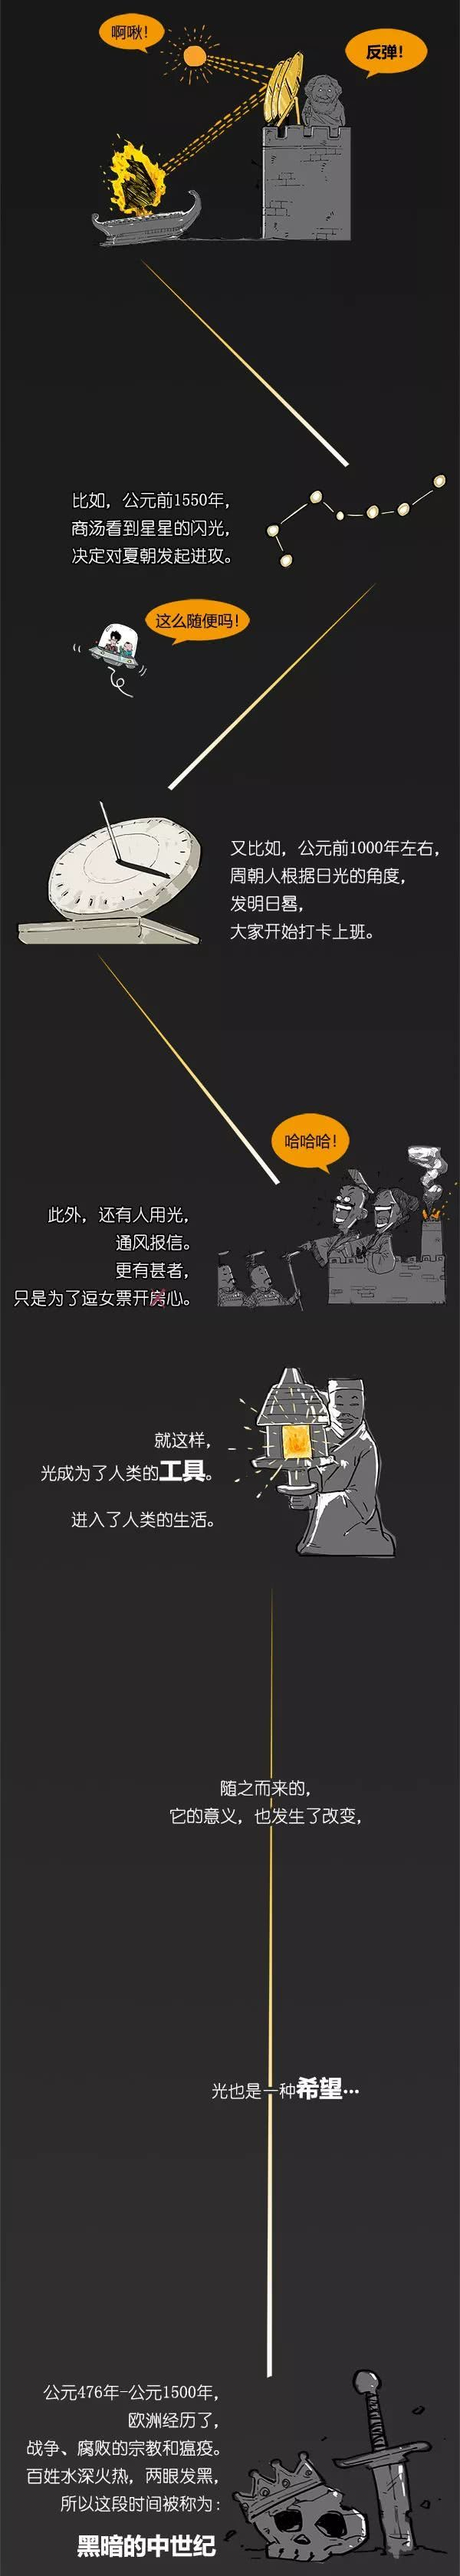 啊啾！
反弹！
比如，公元前1550年，
商汤看到星星的闪光，
决定对夏朝发起进攻。
这么随便吗！
又比如，公元前1000年左右，
周朝人根据日光的角度，
发明日晷，
大家开始打卡上班。
哈哈哈！
此外，还有人用光，
通风报信。
更有甚者，
只是为了逗女票开心。
就这样，
光成为了人类的工具。
进入了人类的生活。
随之而来的，
它的意义，也发生了改变，
光也是一种希望…
公元476年-公元1500年，
欧洲经历了，
战争、腐败的宗教和瘟疫。
百姓水深火热，两眼发黑，
所以这段时间被称为：
黑暗的中世纪